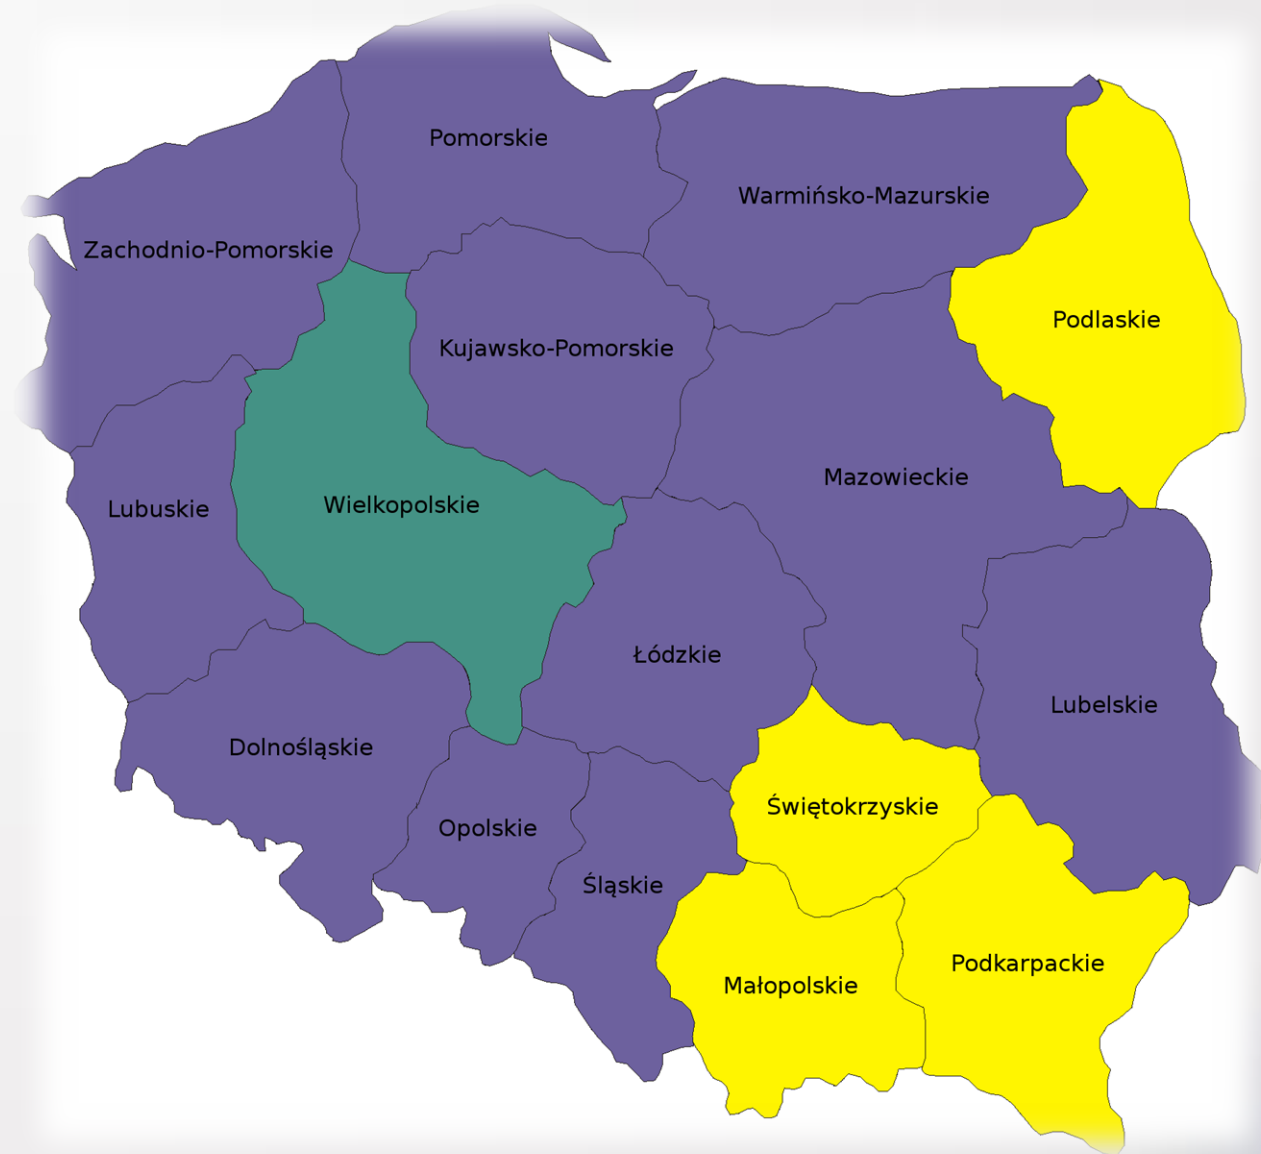 Pomorskie
Warmińsko-Mazurskie
Zachodnio-Pomorskie
Podlaskie
Kujawsko-Pomorskie
Mazowieckie
Wielkopolskie
Lubuskie
Łódzkie
Lubelskie
Dolnośląskie
Świętokrzyskie
Opolskie
Śląskie
Podkarpackie
Małopolskie